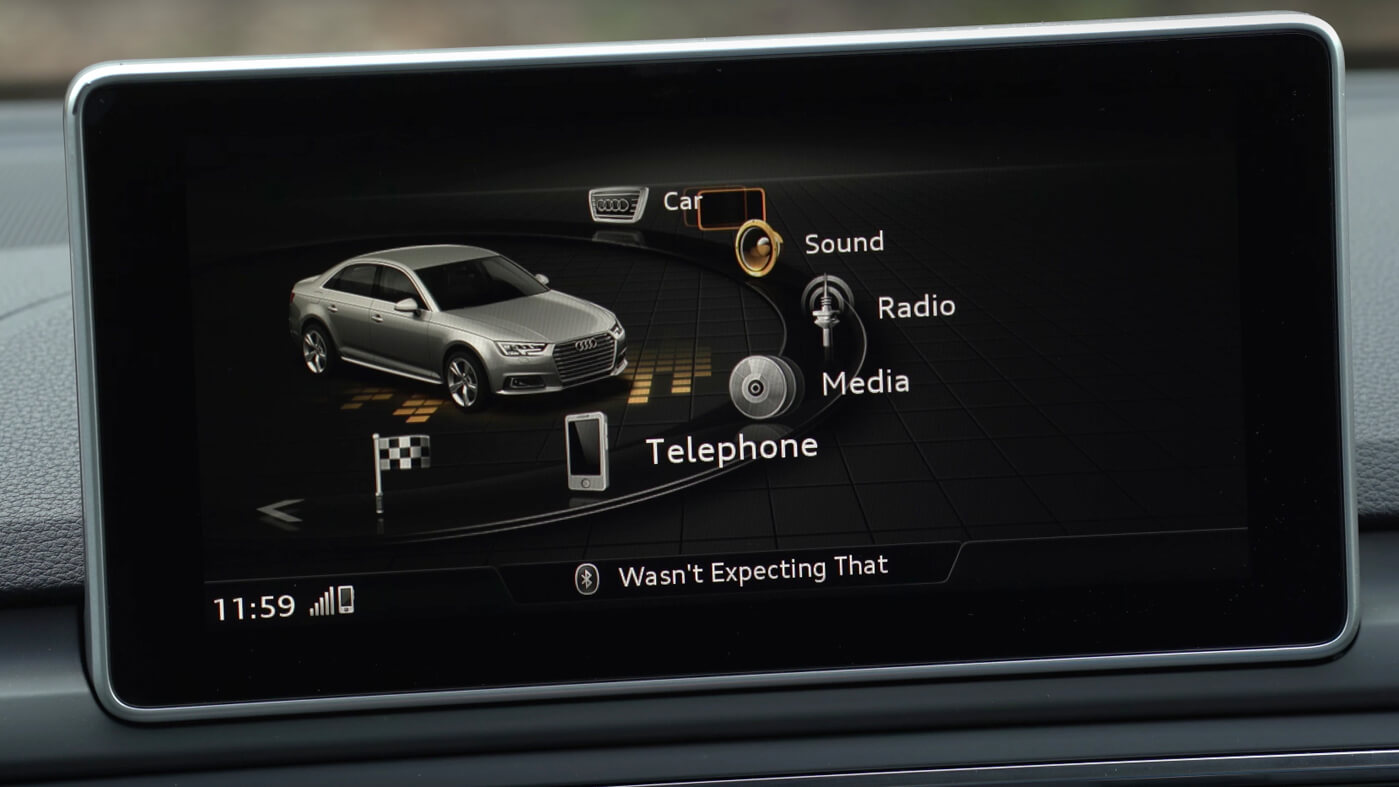 Car
Sound
Radio
Media
Telephone
Wasn't Expecting That
11:59